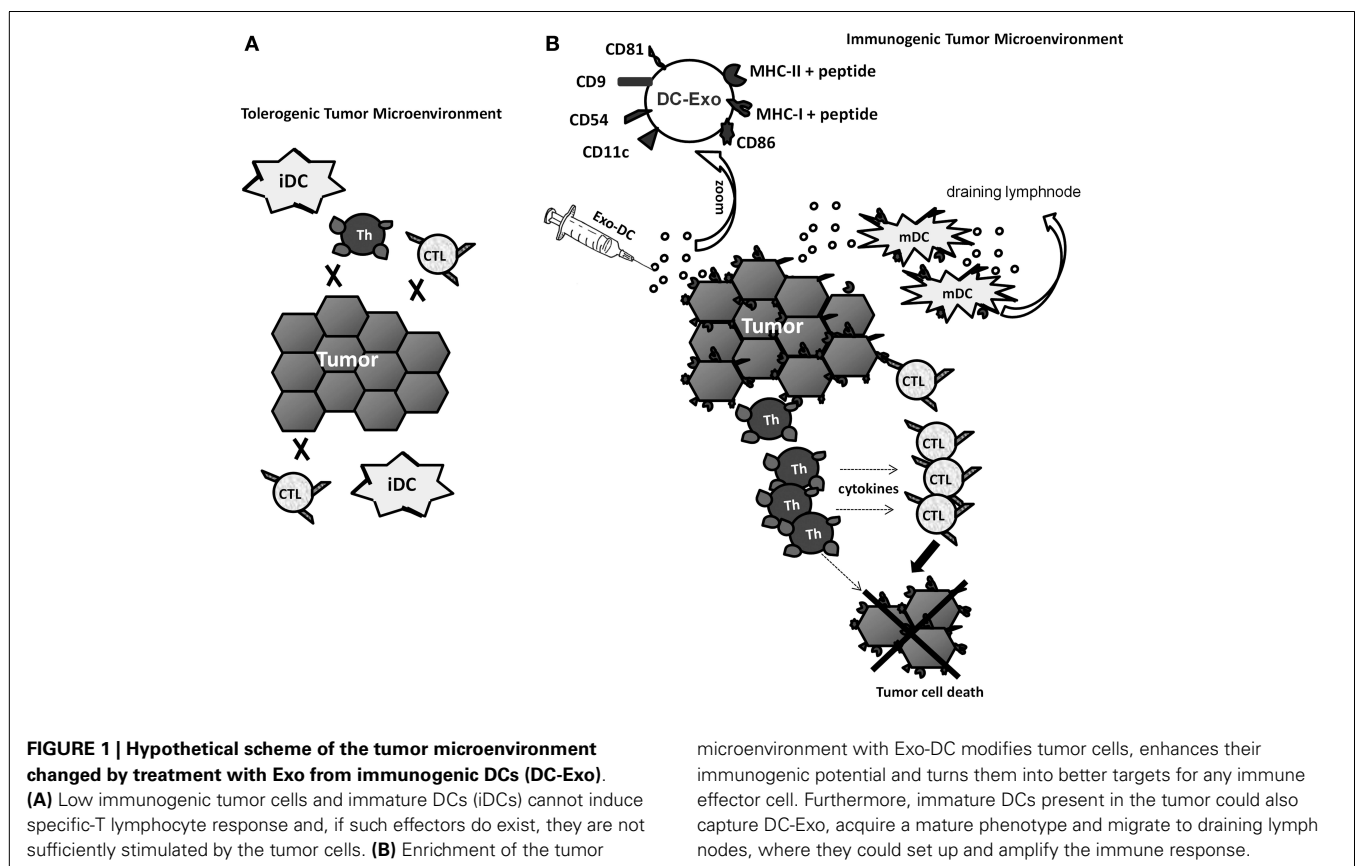 A
Tolerogenic Tumor Microenvironment
iDC
Th
CTL
X
X
Tumor
X
CTL
iDC
B
Immunogenic Tumor Microenvironment
CD81
CD9
CD54
CD11c
DC-Exo
MHC-II + peptide
MHC-I + peptide
CD86
zoom
Exo-DC
draining lymphnode
mDC
mDC
Tumor
CTL
Th
Th
Th
Th
cytokines
CTL
CTL
CTL
Tumor cell death
FIGURE 1 | Hypothetical scheme of the tumor microenvironment
changed by treatment with Exo from immunogenic DCs (DC-Exo).
(A) Low immunogenic tumor cells and immature DCs (iDCs) cannot induce
specific-T lymphocyte response and, if such effectors do exist, they are not
sufficiently stimulated by the tumor cells. (B) Enrichment of the tumor
microenvironment with Exo-DC modifies tumor cells, enhances their
immunogenic potential and turns them into better targets for any immune
effector cell. Furthermore, immature DCs present in the tumor could also
capture DC-Exo, acquire a mature phenotype and migrate to draining lymph
nodes, where they could set up and amplify the immune response.